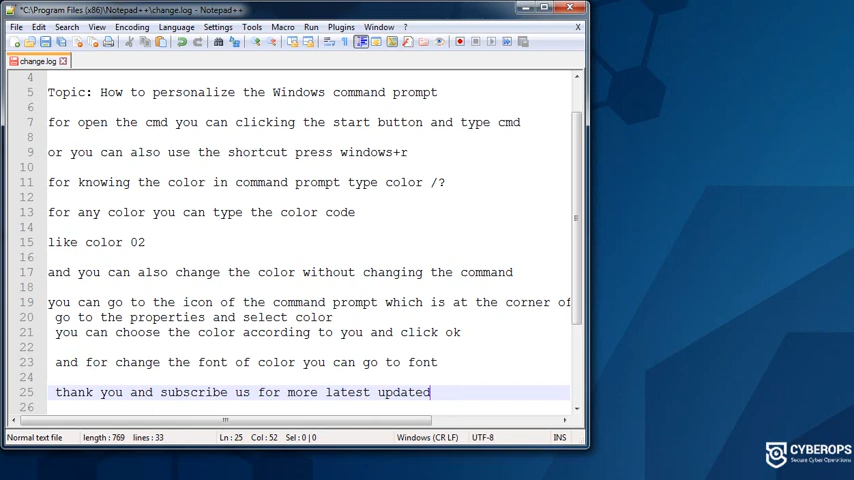 *C:\Program Files (x86)\Notepad++\change.log - Notepad++
File Edit Search View Encoding Language Settings Tools Macro Run Plugins Window ? X
change.log
4
5 Topic: How to personalize the Windows command prompt
6
7 for open the cmd you can clicking the start button and type cmd
8
9 or you can also use the shortcut press windows+r
10
11 for knowing the color in command prompt type color /?
12
13 for any color you can type the color code
14
15 like color 02
16
17 and you can also change the color without changing the command
18
19 you can go to the icon of the command prompt which is at the corner of
20 go to the properties and select color
21 you can choose the color according to you and click ok
22
23 and for change the font of color you can go to font
24
25 thank you and subscribe us for more latest updated
26
Normal text file length : 769 lines : 33 Ln : 25 Col : 52 Sel : 0 | 0 Windows (CR LF) UTF-8 INS
CYBEROPS
Secure Cyber Operations